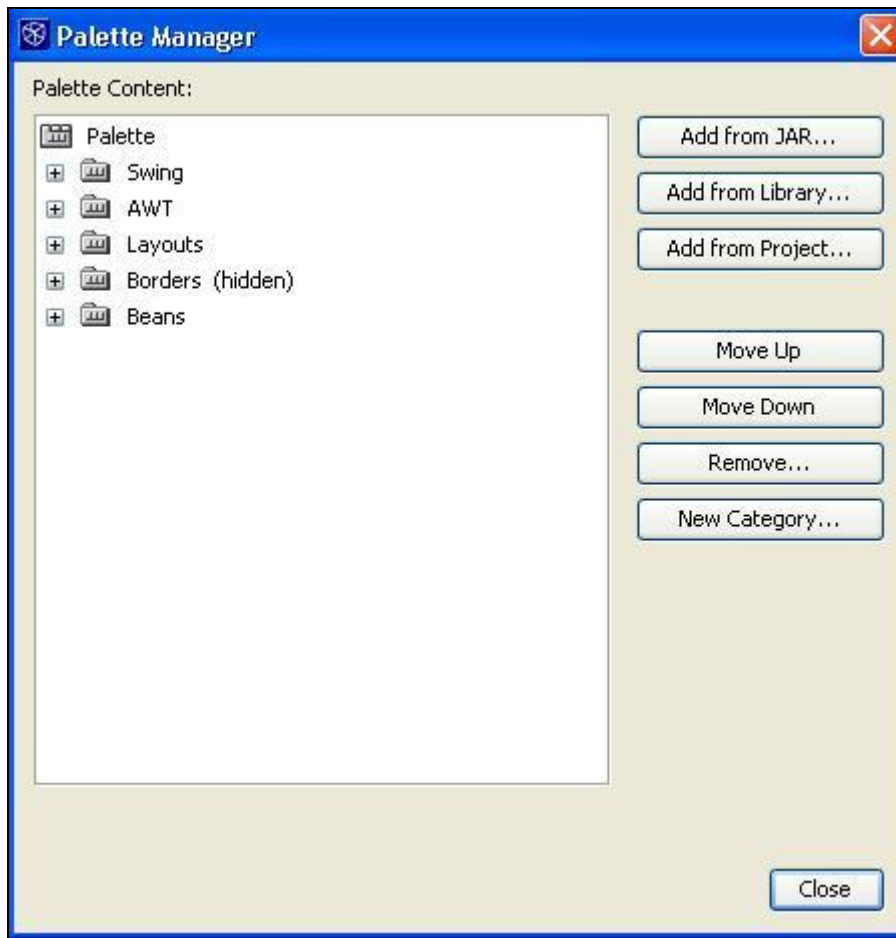 Palette Manager
Palette Content:
Palette
Swing
AWT
Layouts
Borders (hidden)
Beans
Add from JAR...
Add from Library...
Add from Project...
Move Up
Move Down
Remove...
New Category...
Close